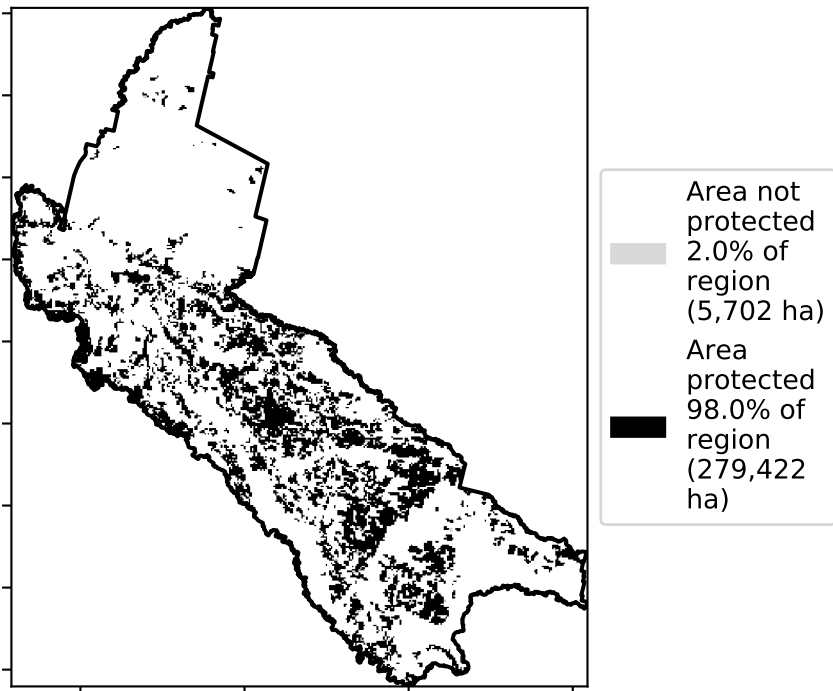 Area not
protected
2.0% of
region
(5,702 ha)
Area
protected
98.0% of
region
(279,422
ha)